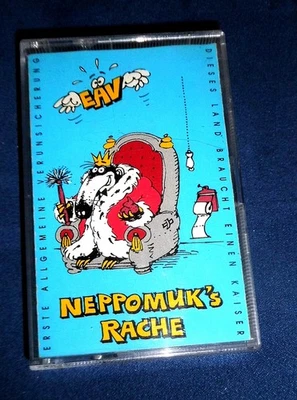 EAV
ERSTE ALLGEMEINE VERUNSICHERUNG
DIESES LAND BRAUCHT EINEN KAISER
NEPPOMUK's
RACHE